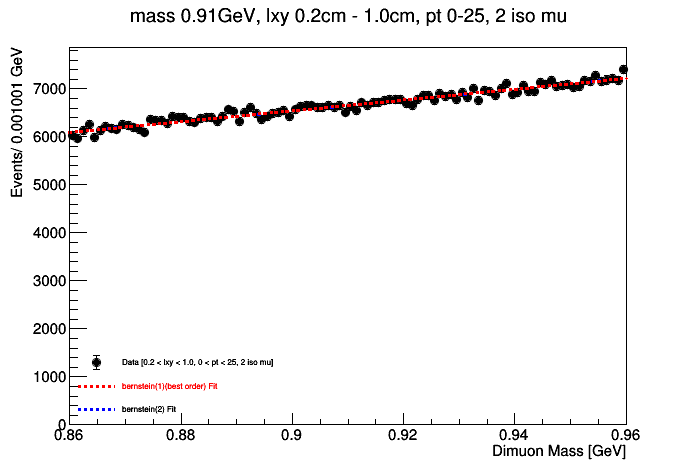 mass 0.91GeV, lxy 0.2cm - 1.0cm, pt 0-25, 2 iso mu
Events/ 0.001001 GeV
7000
6000
5000
4000
3000
2000
1000
0
Data [0.2 < lxy < 1.0, 0 < pt < 25, 2 iso mu]
bernstein(1)(best order) Fit
bernstein(2) Fit
0.86 0.88 0.9 0.92 0.94 0.96
Dimuon Mass [GeV]